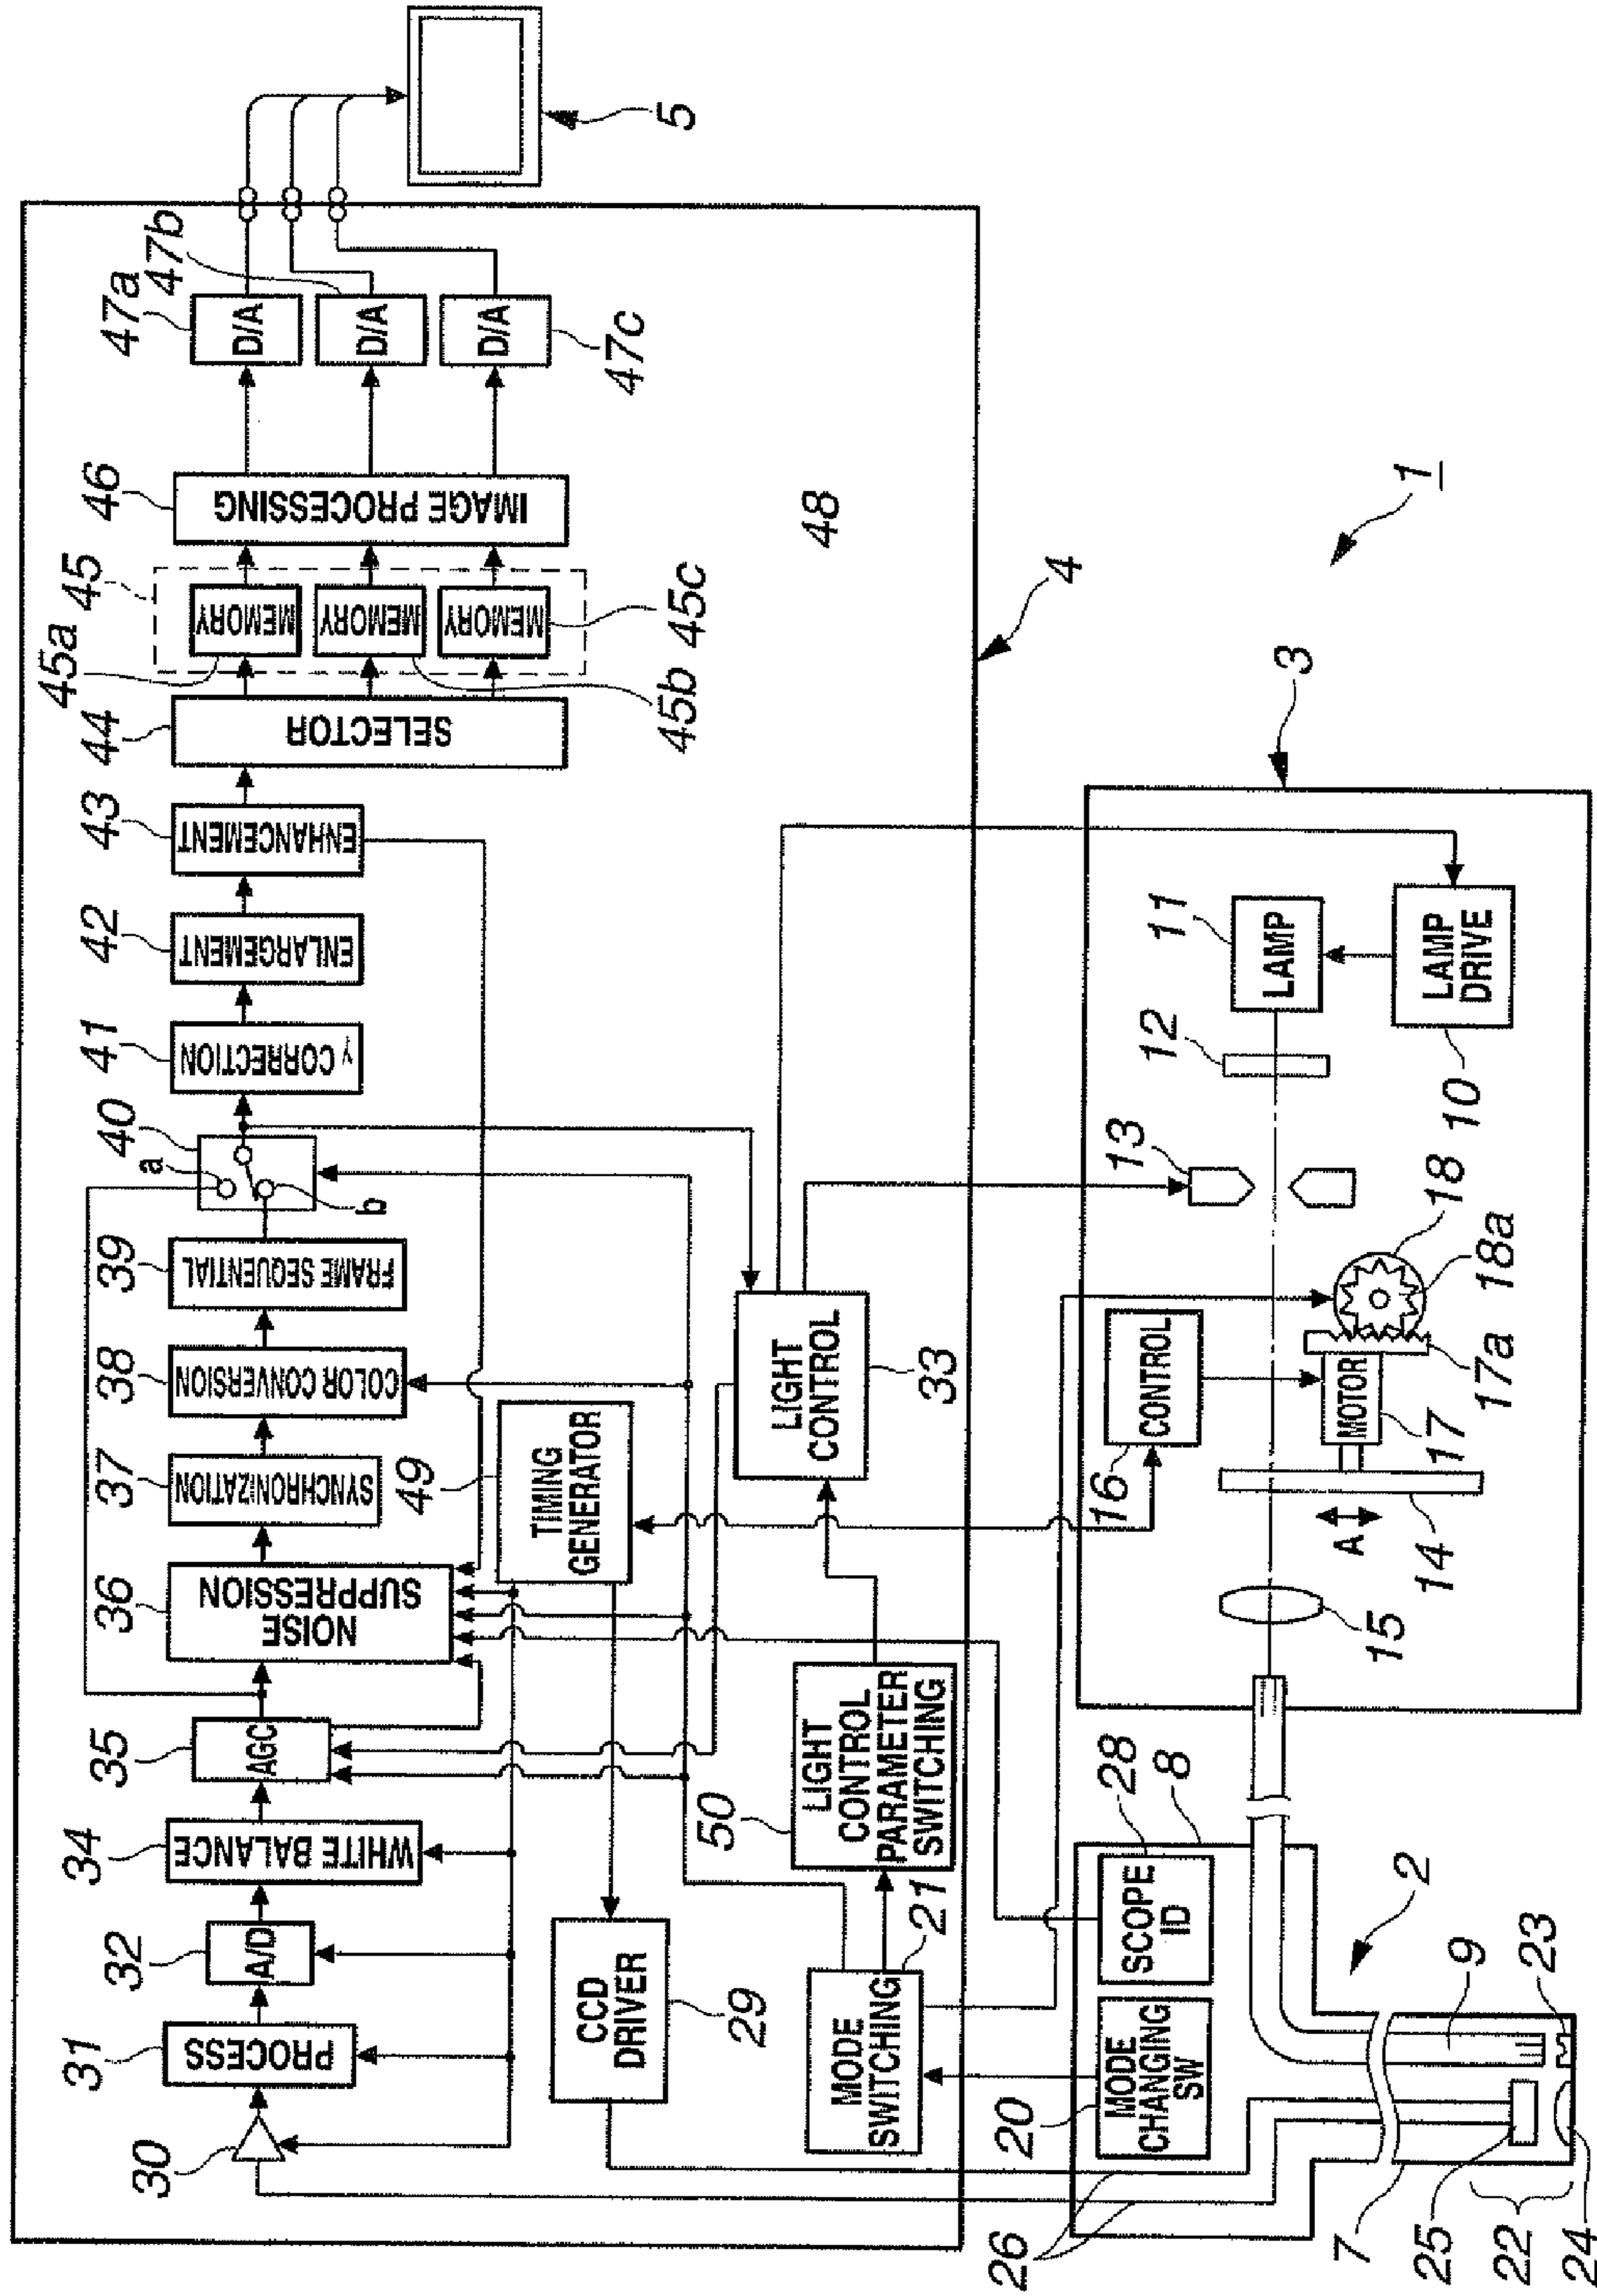 30
31
PROCESS
32
A/D
34
WHITE BALANCE
35
AGC
36
NOISE
SUPPRESSION
37
SYNCHRONIZATION
38
COLOR CONVERSION
39
FRAME SEQUENTIAL
40
a
b
41
γ CORRECTION
42
ENLARGEMENT
43
ENHANCEMENT
44
SELECTOR
45
45a
MEMORY
MEMORY
45b
MEMORY
45c
46
IMAGE PROCESSING
47a
D/A
47b
D/A
D/A
47c
5
CCD
DRIVER
29
TIMING
GENERATOR
49
48
MODE
SWITCHING
21
50
LIGHT
CONTROL
PARAMETER
SWITCHING
LIGHT
CONTROL
33
4
1
26
20
MODE
CHANGING
SW
SCOPE
ID
28
8
2
7
25
22
24
9
23
3
16
CONTROL
MOTOR
17
17a
18
18a
A
14
15
13
12
11
LAMP
LAMP
DRIVE
10